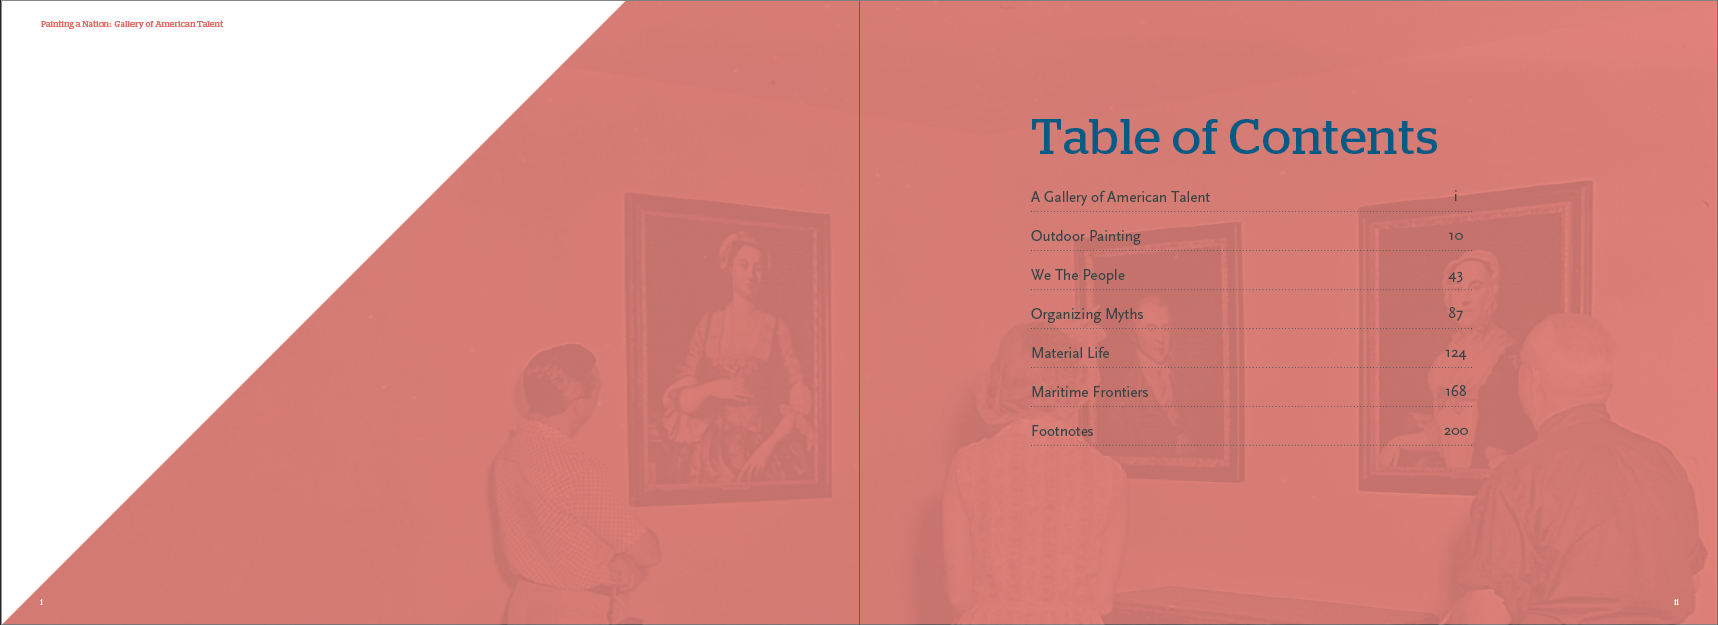 Painting a Nation: Gallery of American Talent
Table of Contents
A Gallery of American Talent i
Outdoor Painting 10
We The People 43
Organizing Myths 87
Material Life 124
Maritime Frontiers 168
Footnotes 200
i
ii